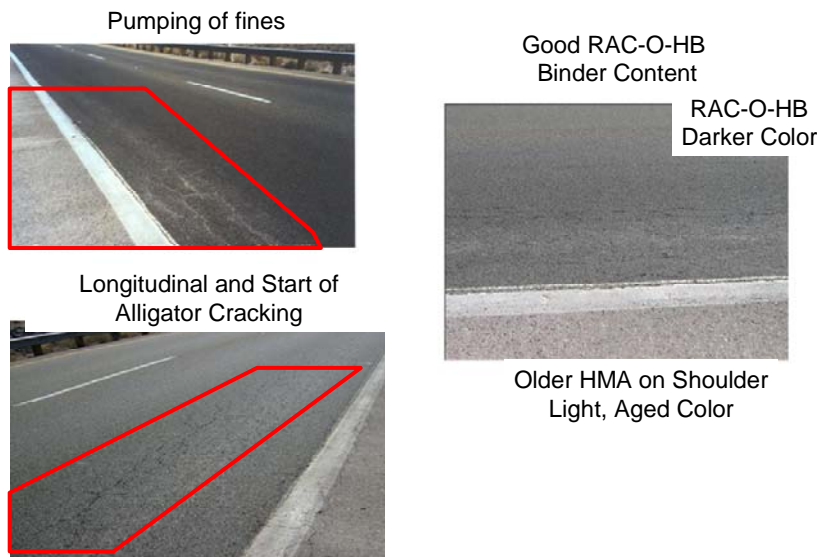 Pumping of fines
Good RAC-O-HB
Binder Content
RAC-O-HB
Darker Color
Longitudinal and Start of
Alligator Cracking
Older HMA on Shoulder
Light, Aged Color